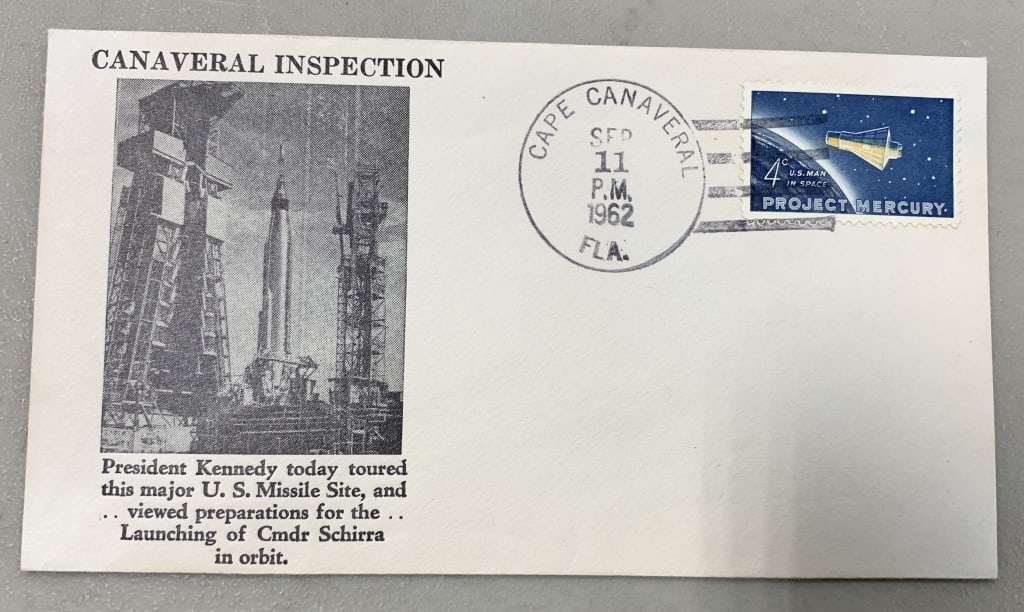 CANAVERAL INSPECTION
President Kennedy today toured
this major U. S. Missile Site, and
.. viewed preparations for the ..
Launching of Cmdr Schirra
in orbit.
CAPE CANAVERAL
SEP
11
P.M.
1962
FLA.
4c
U.S. MAN
IN SPACE
PROJECT MERCURY